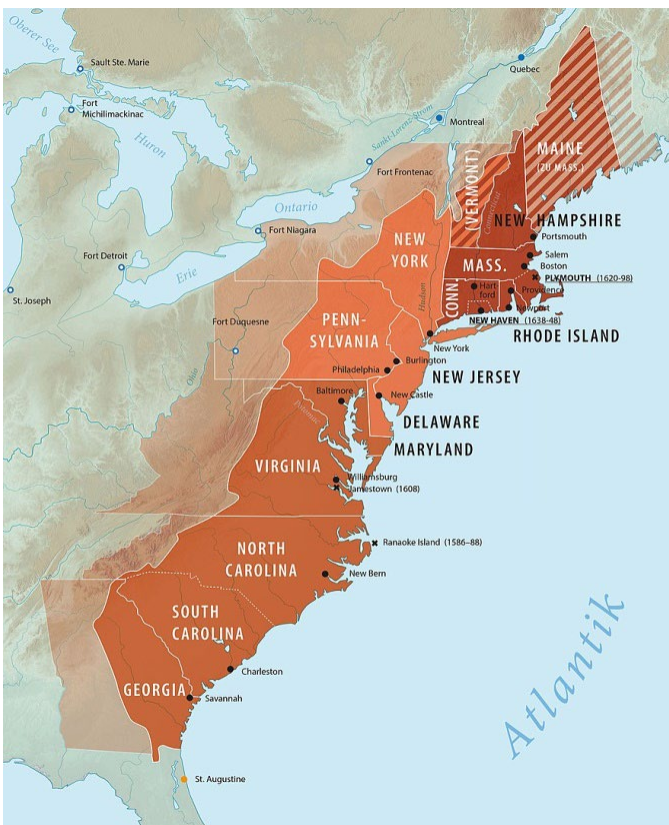 Oberer See
Sault Ste. Marie
Fort
Michilimackinac
Huron
Quebec
Sankt-Lorenz-Strom
Montreal
Fort Frontenac
Ontario
Fort Niagara
Fort Detroit
Erie
St. Joseph
Fort Duquesne
Ohio
MAINE
(ZU MASS.)
(VERMONT)
Connecticut
NEW HAMPSHIRE
Portsmouth
NEW
YORK
Hudson
MASS.
Salem
Boston
PLYMOUTH (1620-98)
CONN.
Hart-
ford
Providence
Newport
NEW HAVEN (1638-48)
RHODE ISLAND
PENN-
SYLVANIA
New York
Burlington
Philadelphia
NEW JERSEY
Baltimore
New Castle
DELAWARE
MARYLAND
Potomac
VIRGINIA
Williamsburg
Jamestown (1608)
NORTH
CAROLINA
Ranaoke Island (1586–88)
New Bern
SOUTH
CAROLINA
Charleston
GEORGIA
Savannah
St. Augustine
Atlantik